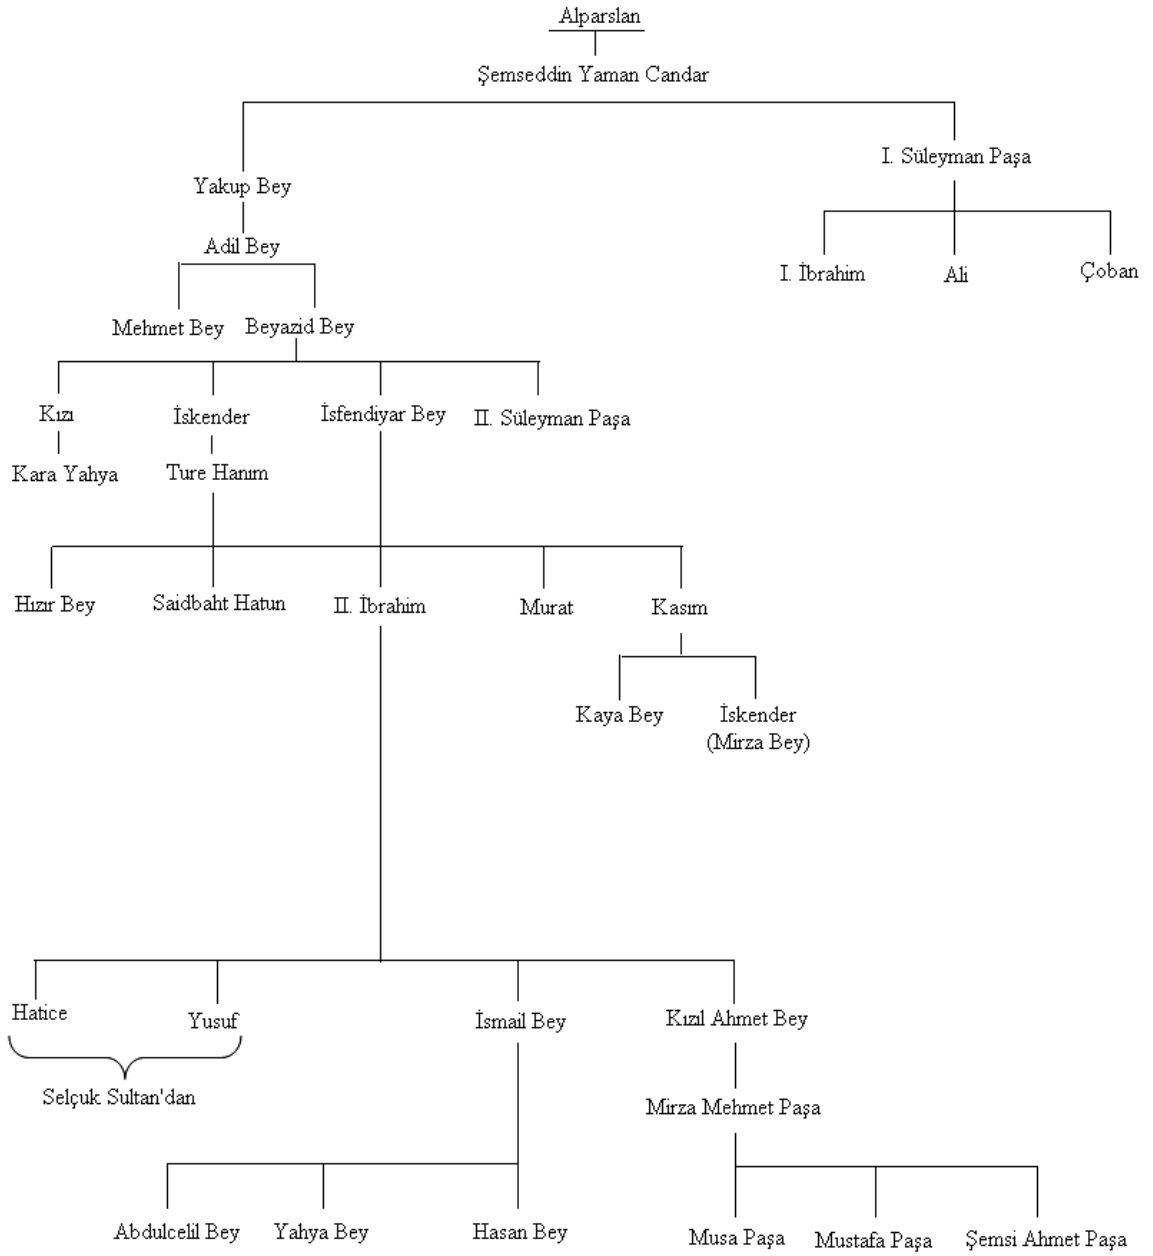 Alparslan
Şemseddin Yaman Candar
I. Süleyman Paşa
Yakup Bey
Adil Bey
I. İbrahim
Ali
Çoban
Mehmet Bey
Beyazid Bey
Kızı
İskender
İsfendiyar Bey
II. Süleyman Paşa
Kara Yahya
Ture Hanım
Hızır Bey
Saidbaht Hatun
II. İbrahim
Murat
Kasım
Kaya Bey
İskender
(Mirza Bey)
Hatice
Yusuf
İsmail Bey
Kızıl Ahmet Bey
Selçuk Sultan'dan
Mirza Mehmet Paşa
Abdulcelil Bey
Yahya Bey
Hasan Bey
Musa Paşa
Mustafa Paşa
Şemsi Ahmet Paşa